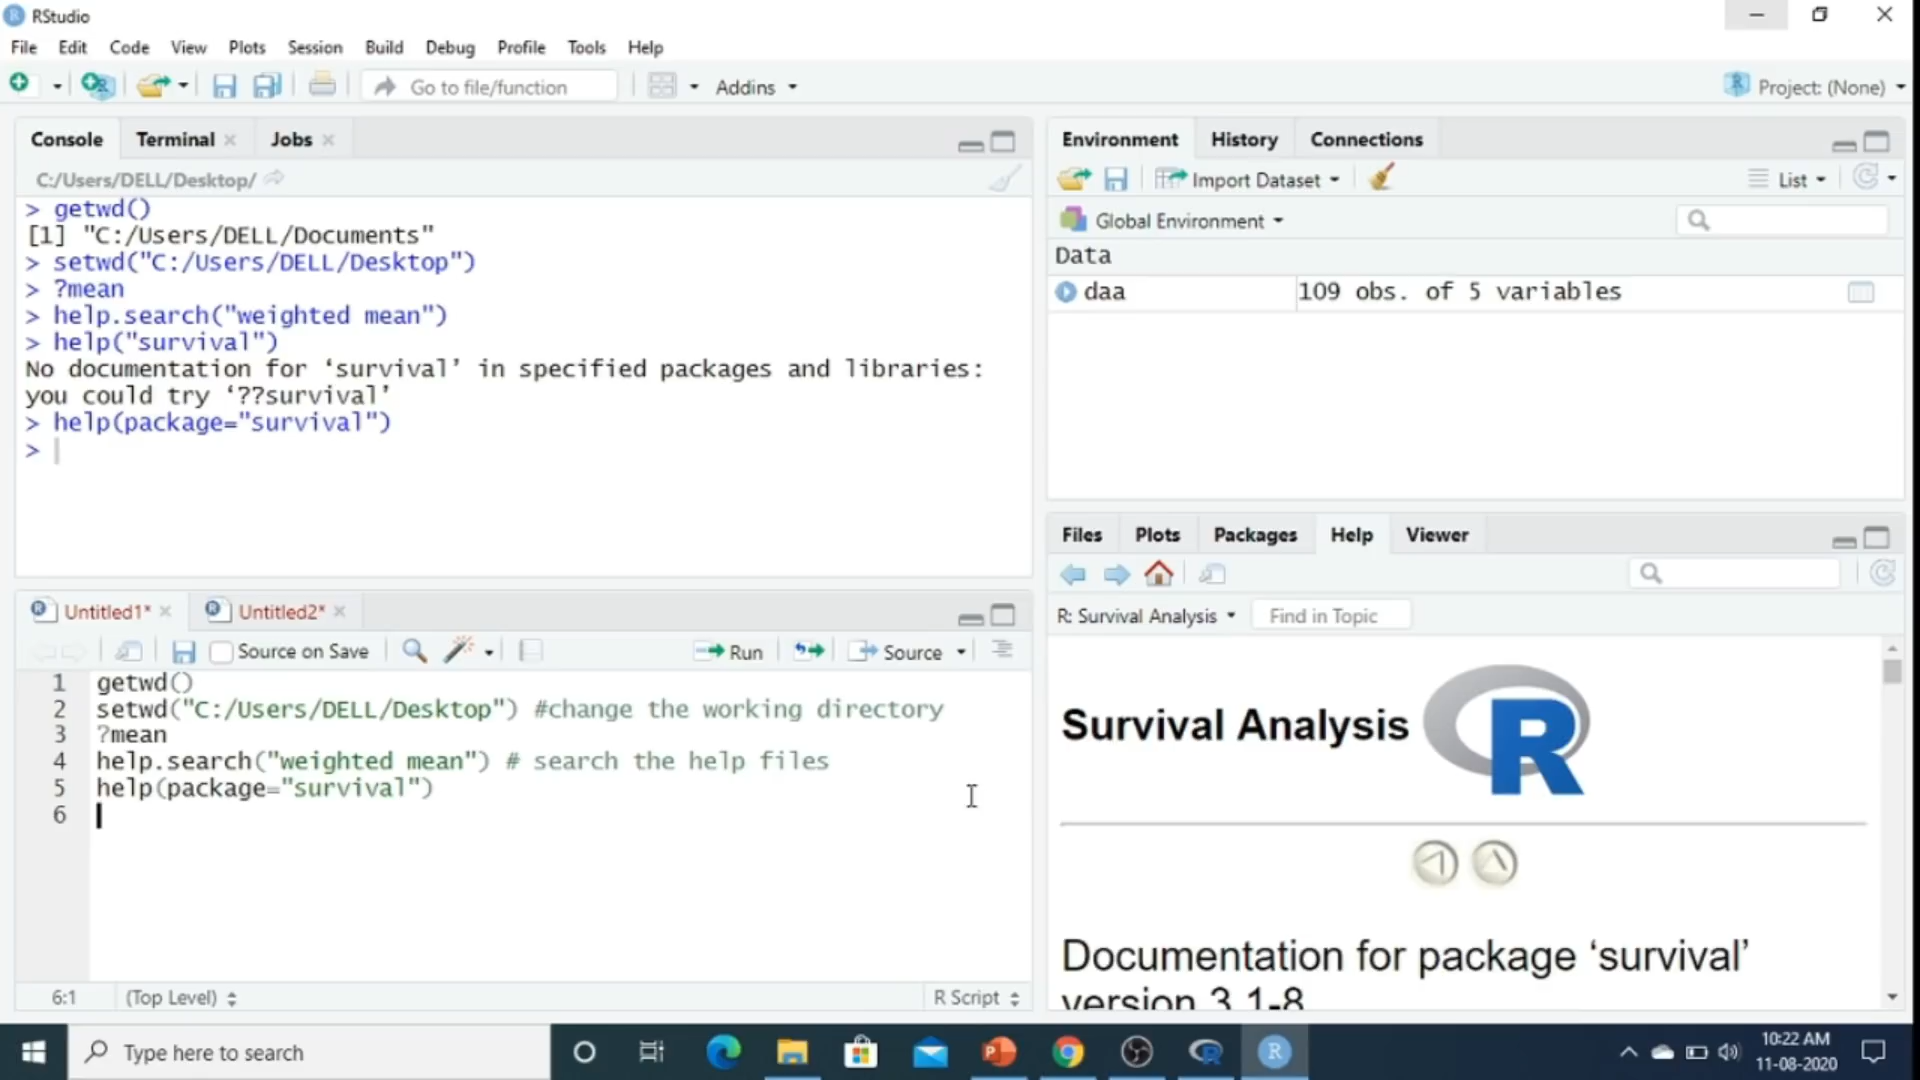 RStudio
File Edit Code View Plots Session Build Debug Profile Tools Help
Go to file/function Addins Project: (None)
Console Terminal Jobs
C:/Users/DELL/Desktop/
> getwd()
[1] "C:/Users/DELL/Documents"
> setwd("C:/Users/DELL/Desktop")
> ?mean
> help.search("weighted mean")
> help("survival")
No documentation for ‘survival’ in specified packages and libraries:
you could try ‘??survival’
> help(package="survival")
>
Environment History Connections
Import Dataset List
Global Environment
Data
daa 109 obs. of 5 variables
Untitled1* Untitled2*
Source on Save Run Source
1 getwd()
2 setwd("C:/Users/DELL/Desktop") #change the working directory
3 ?mean
4 help.search("weighted mean") # search the help files
5 help(package="survival")
6
6:1 (Top Level) R Script
Files Plots Packages Help Viewer
R: Survival Analysis Find in Topic
Survival Analysis R
Documentation for package ‘survival’
version 3.1-8
Type here to search
10:22 AM
11-08-2020